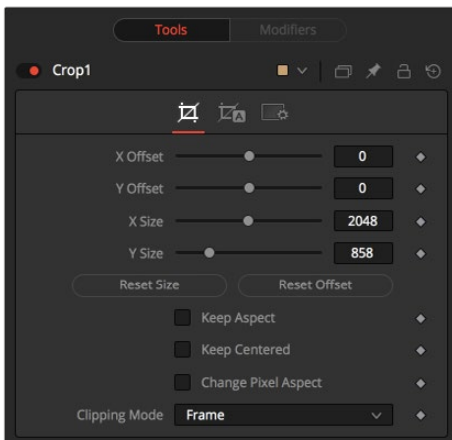 Tools Modifiers
Crop1
A
X Offset 0
Y Offset 0
X Size 2048
Y Size 858
Reset Size Reset Offset
Keep Aspect
Keep Centered
Change Pixel Aspect
Clipping Mode Frame